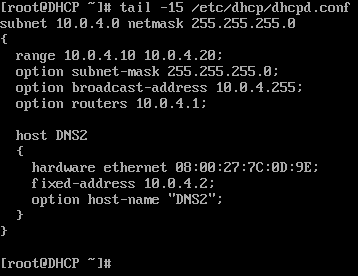 [root@DHCP ~]# tail -15 /etc/dhcp/dhcpd.conf
subnet 10.0.4.0 netmask 255.255.255.0
{
  range 10.0.4.10 10.0.4.20;
  option subnet-mask 255.255.255.0;
  option broadcast-address 10.0.4.255;
  option routers 10.0.4.1;

  host DNS2
  {
    hardware ethernet 08:00:27:7C:0D:9E;
    fixed-address 10.0.4.2;
    option host-name "DNS2";
  }
}

[root@DHCP ~]#